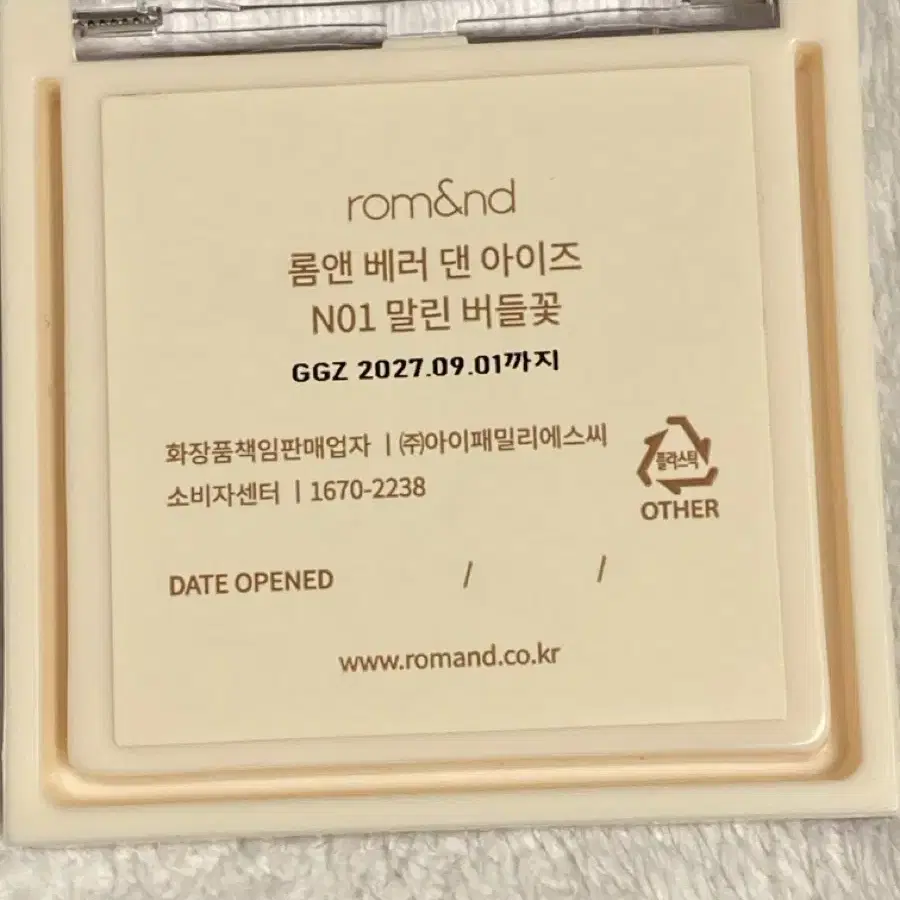 rom&nd
롬앤 베러 댄 아이즈
N01 말린 버들꽃
GGZ 2027.09.01까지
화장품책임판매업자 ㅣ㈜아이패밀리에스씨
소비자센터 ㅣ1670-2238
플라스틱
OTHER
DATE OPENED / /
www.romand.co.kr